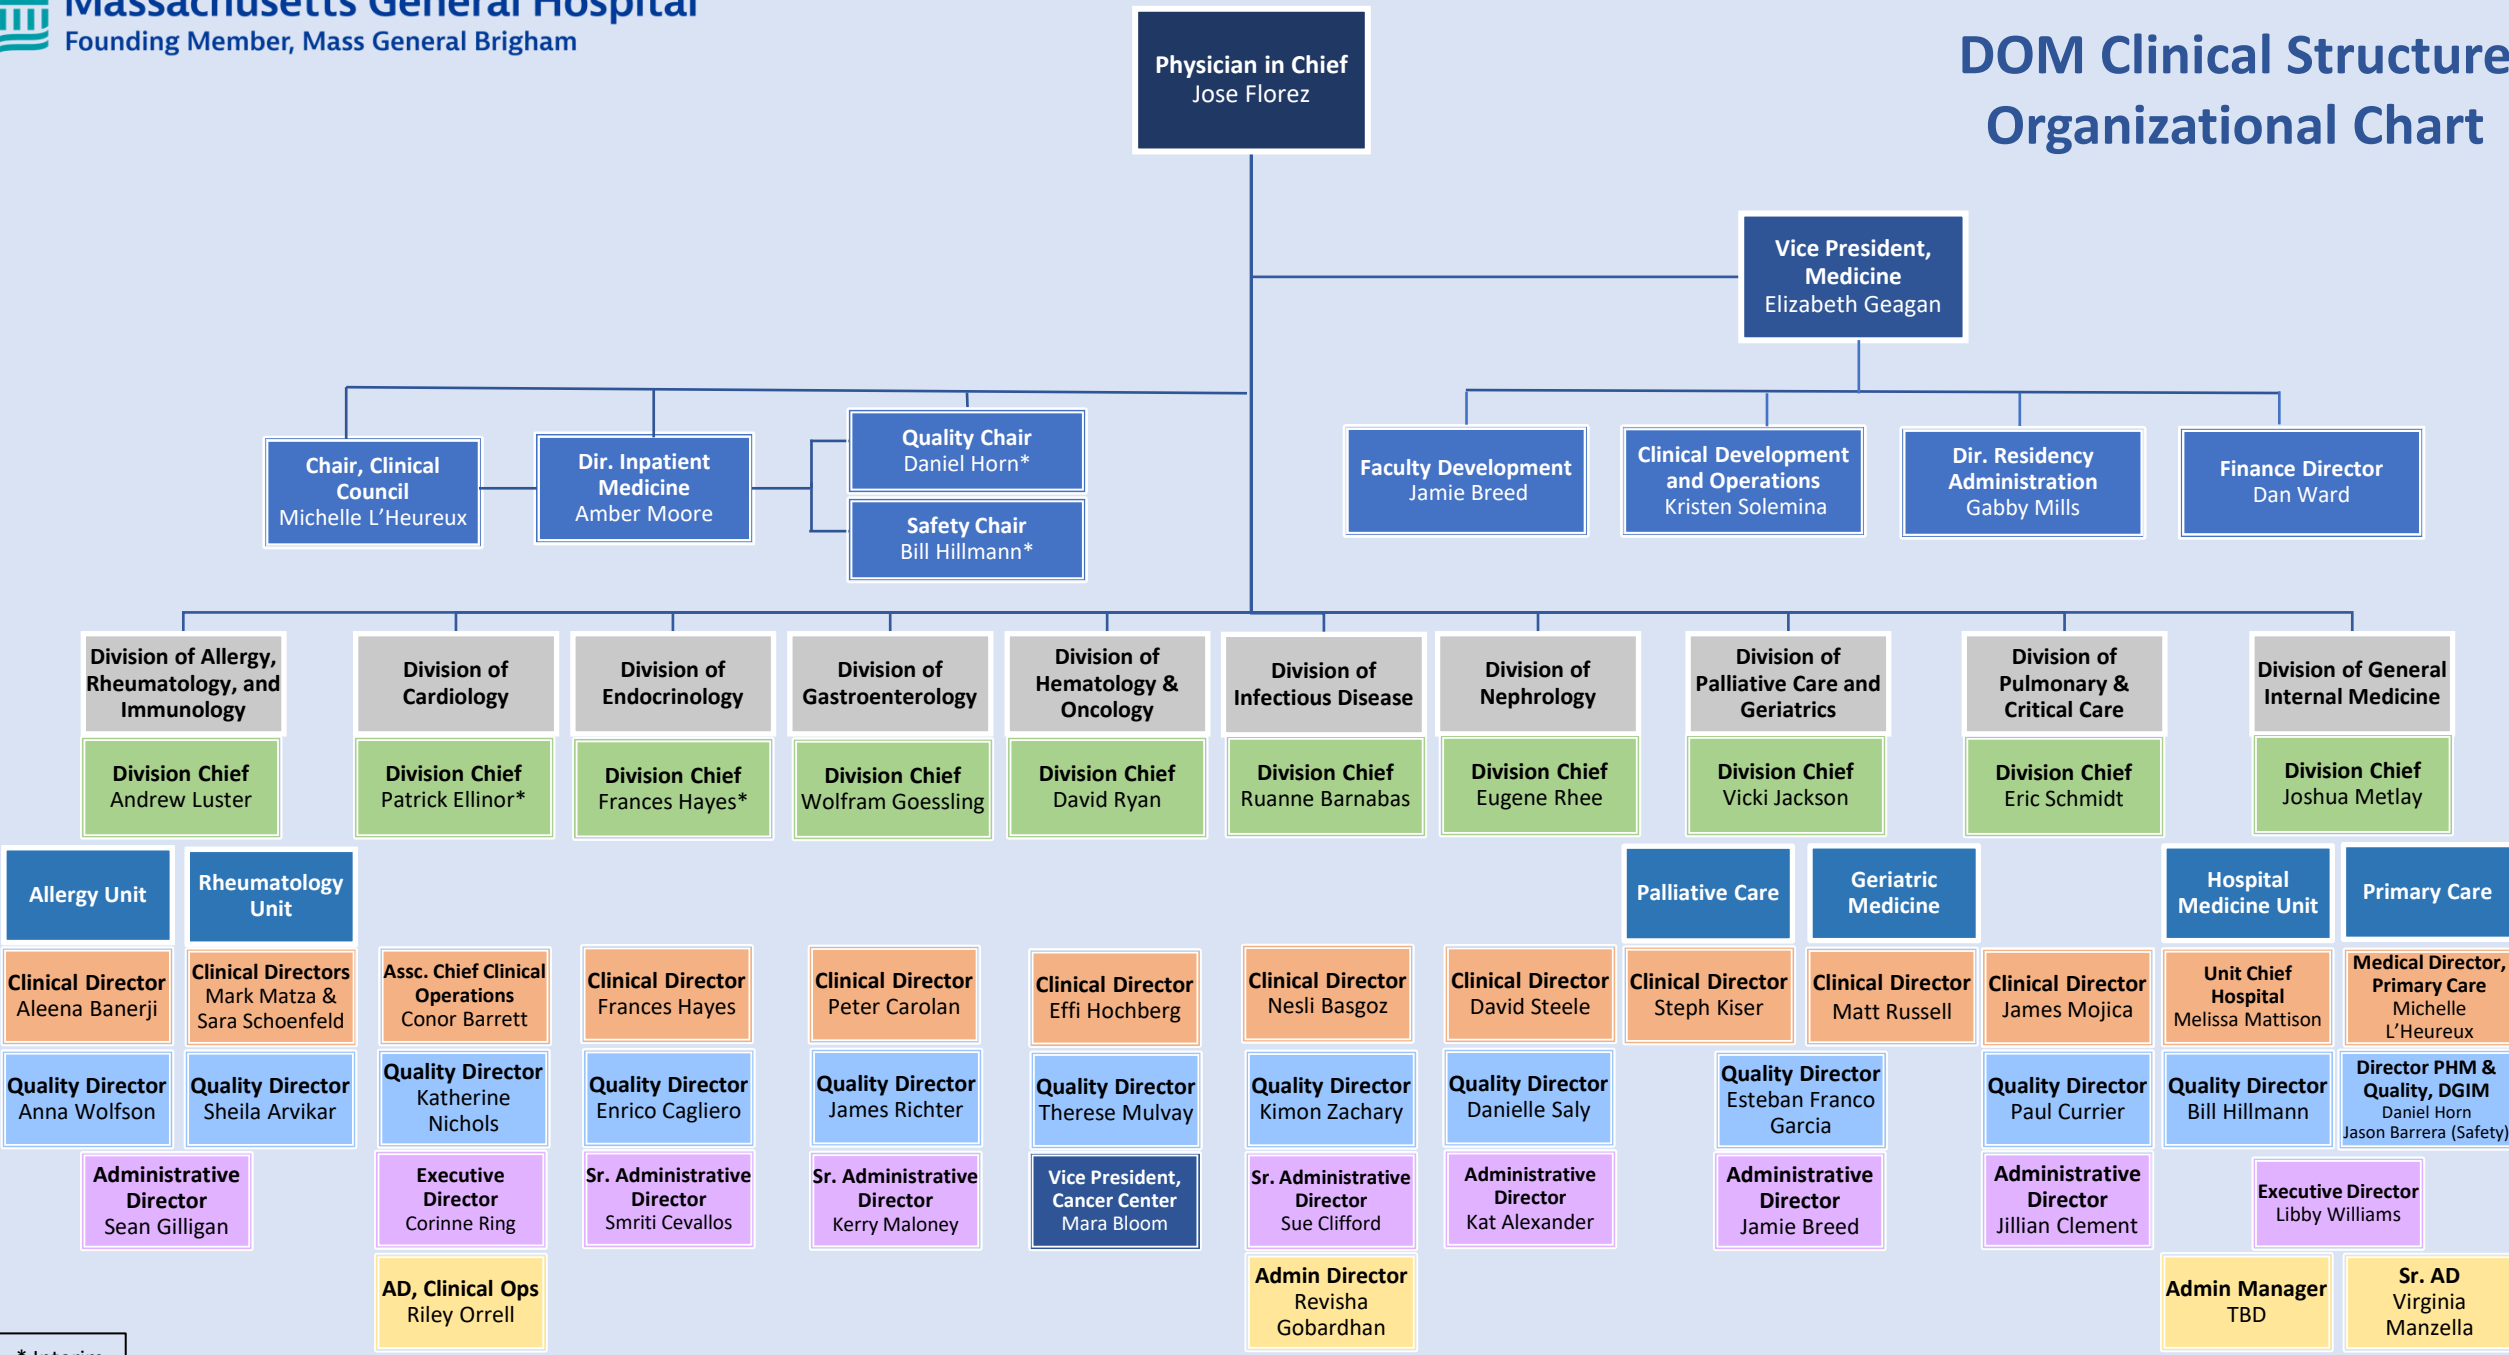 Massachusetts General Hospital
Founding Member, Mass General Brigham
DOM Clinical Structure
Organizational Chart
Physician in Chief
Jose Florez
Vice President,
Medicine
Elizabeth Geagan
Chair, Clinical
Council
Michelle L’Heureux
Dir. Inpatient
Medicine
Amber Moore
Quality Chair
Daniel Horn*
Safety Chair
Bill Hillmann*
Faculty Development
Jamie Breed
Clinical Development
and Operations
Kristen Solemina
Dir. Residency
Administration
Gabby Mills
Finance Director
Dan Ward
Division of Allergy,
Rheumatology, and
Immunology
Division of
Cardiology
Division of
Endocrinology
Division of
Gastroenterology
Division of
Hematology &
Oncology
Division of
Infectious Disease
Division of
Nephrology
Division of
Palliative Care and
Geriatrics
Division of
Pulmonary &
Critical Care
Division of General
Internal Medicine
Division Chief
Andrew Luster
Division Chief
Patrick Ellinor*
Division Chief
Frances Hayes*
Division Chief
Wolfram Goessling
Division Chief
David Ryan
Division Chief
Ruanne Barnabas
Division Chief
Eugene Rhee
Division Chief
Vicki Jackson
Division Chief
Eric Schmidt
Division Chief
Joshua Metlay
Allergy Unit
Rheumatology
Unit
Palliative Care
Geriatric
Medicine
Hospital
Medicine Unit
Primary Care
Clinical Director
Aleena Banerji
Clinical Directors
Mark Matza &
Sara Schoenfeld
Assc. Chief Clinical
Operations
Conor Barrett
Clinical Director
Frances Hayes
Clinical Director
Peter Carolan
Clinical Director
Effi Hochberg
Clinical Director
Nesli Basgoz
Clinical Director
David Steele
Clinical Director
Steph Kiser
Clinical Director
Matt Russell
Clinical Director
James Mojica
Unit Chief
Hospital
Melissa Mattison
Medical Director,
Primary Care
Michelle
L’Heureux
Quality Director
Anna Wolfson
Quality Director
Sheila Arvikar
Quality Director
Katherine
Nichols
Quality Director
Enrico Cagliero
Quality Director
James Richter
Quality Director
Therese Mulvay
Quality Director
Kimon Zachary
Quality Director
Danielle Saly
Quality Director
Esteban Franco
Garcia
Quality Director
Paul Currier
Quality Director
Bill Hillmann
Director PHM &
Quality, DGIM
Daniel Horn
Jason Barrera (Safety)
Administrative
Director
Sean Gilligan
Executive
Director
Corinne Ring
Sr. Administrative
Director
Smriti Cevallos
Sr. Administrative
Director
Kerry Maloney
Vice President,
Cancer Center
Mara Bloom
Sr. Administrative
Director
Sue Clifford
Administrative
Director
Kat Alexander
Administrative
Director
Jamie Breed
Administrative
Director
Jillian Clement
Executive Director
Libby Williams
AD, Clinical Ops
Riley Orrell
Admin Director
Revisha
Gobardhan
Admin Manager
TBD
Sr. AD
Virginia
Manzella
* Interim